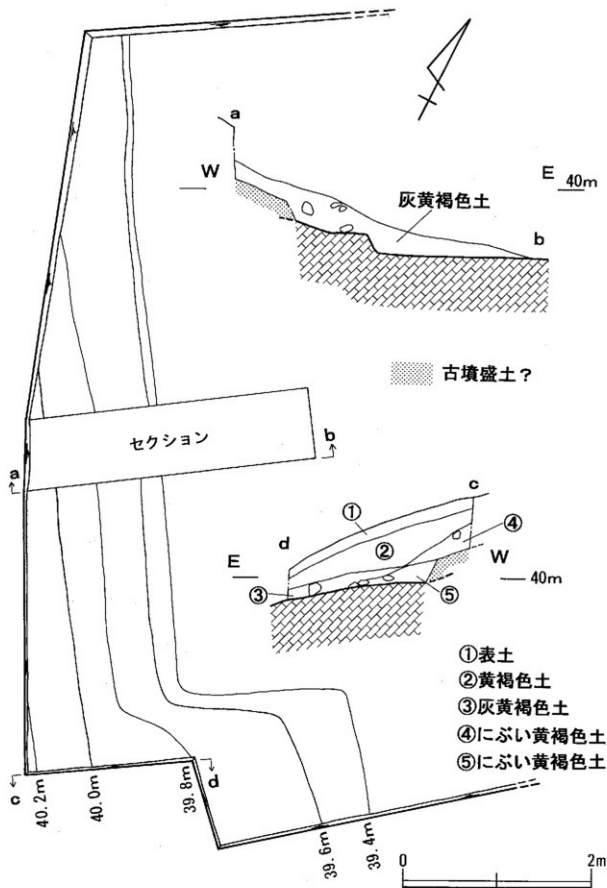 a
W
E 40m
灰黄褐色土
b
古墳盛土?
セクション
a
b
c
①
④
d
②
E
W
③
⑤
40m
①表土
②黄褐色土
③灰黄褐色土
④にぶい黄褐色土
⑤にぶい黄褐色土
c
d
40.2m
40.0m
39.8m
39.6m
39.4m
0
2m